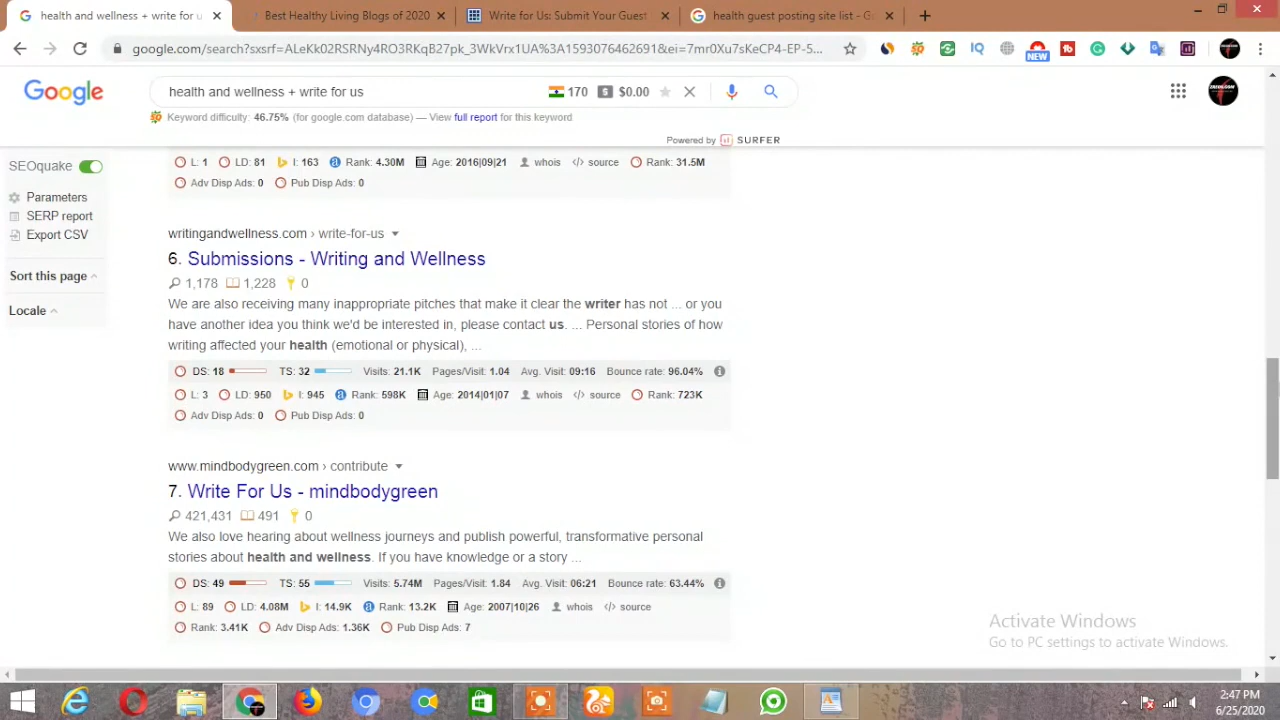 health and wellness + write for u
Best Healthy Living Blogs of 2020
Write for Us: Submit Your Guest
health guest posting site list - G
google.com/search?sxsrf=ALeKk02RSRNy4RO3RKqB27pk_3WkVrx1UA%3A1593076462691&ei=7mr0Xu7sKeCP4-EP-5...
NEW
Google
health and wellness + write for us
170
$0.00
Keyword difficulty: 46.75% (for google.com database) — View full report for this keyword
Powered by SURFER
SEOquake
Parameters
SERP report
Export CSV
Sort this page
Locale
L: 1 LD: 81 I: 163 Rank: 4.30M Age: 2016|09|21 whois source Rank: 31.5M
Adv Disp Ads: 0 Pub Disp Ads: 0
writingandwellness.com › write-for-us
6. Submissions - Writing and Wellness
1,178 1,228 0
We are also receiving many inappropriate pitches that make it clear the writer has not ... or you
have another idea you think we'd be interested in, please contact us. ... Personal stories of how
writing affected your health (emotional or physical), ...
DS: 18 TS: 32 Visits: 21.1K Pages/Visit: 1.04 Avg. Visit: 09:16 Bounce rate: 96.04%
L: 3 LD: 950 I: 945 Rank: 598K Age: 2014|01|07 whois source Rank: 723K
Adv Disp Ads: 0 Pub Disp Ads: 0
www.mindbodygreen.com › contribute
7. Write For Us - mindbodygreen
421,431 491 0
We also love hearing about wellness journeys and publish powerful, transformative personal
stories about health and wellness. If you have knowledge or a story ...
DS: 49 TS: 55 Visits: 5.74M Pages/Visit: 1.84 Avg. Visit: 06:21 Bounce rate: 63.44%
L: 89 LD: 4.08M I: 14.9K Rank: 13.2K Age: 2007|10|26 whois source
Rank: 3.41K Adv Disp Ads: 1.36K Pub Disp Ads: 7
Activate Windows
Go to PC settings to activate Windows.
2:47 PM
6/25/2020